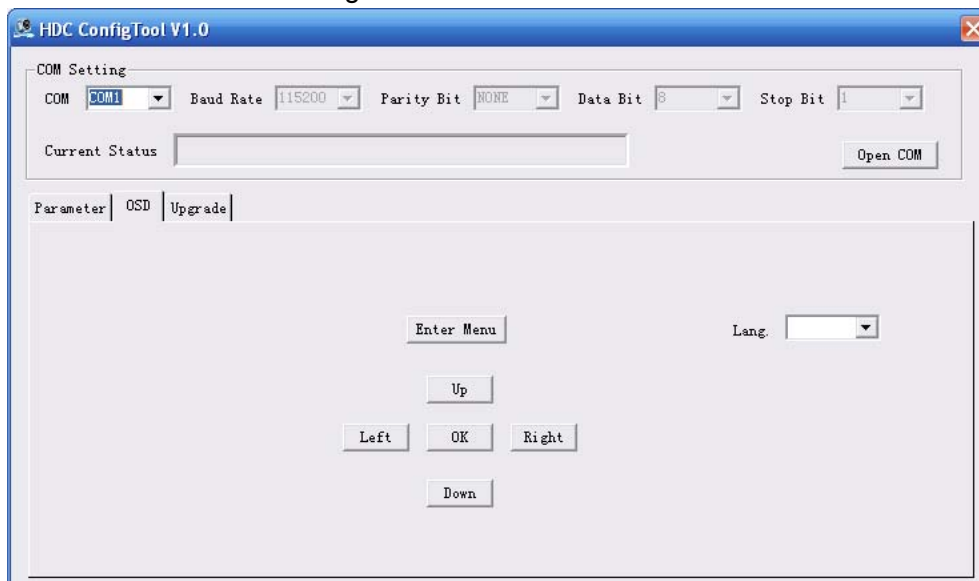 HDC ConfigTool V1.0
COM Setting
COM COM1 Baud Rate 115200 Parity Bit NONE Data Bit 8 Stop Bit 1
Current Status Open COM
Parameter OSD Upgrade
Enter Menu Lang.
Up
Left OK Right
Down